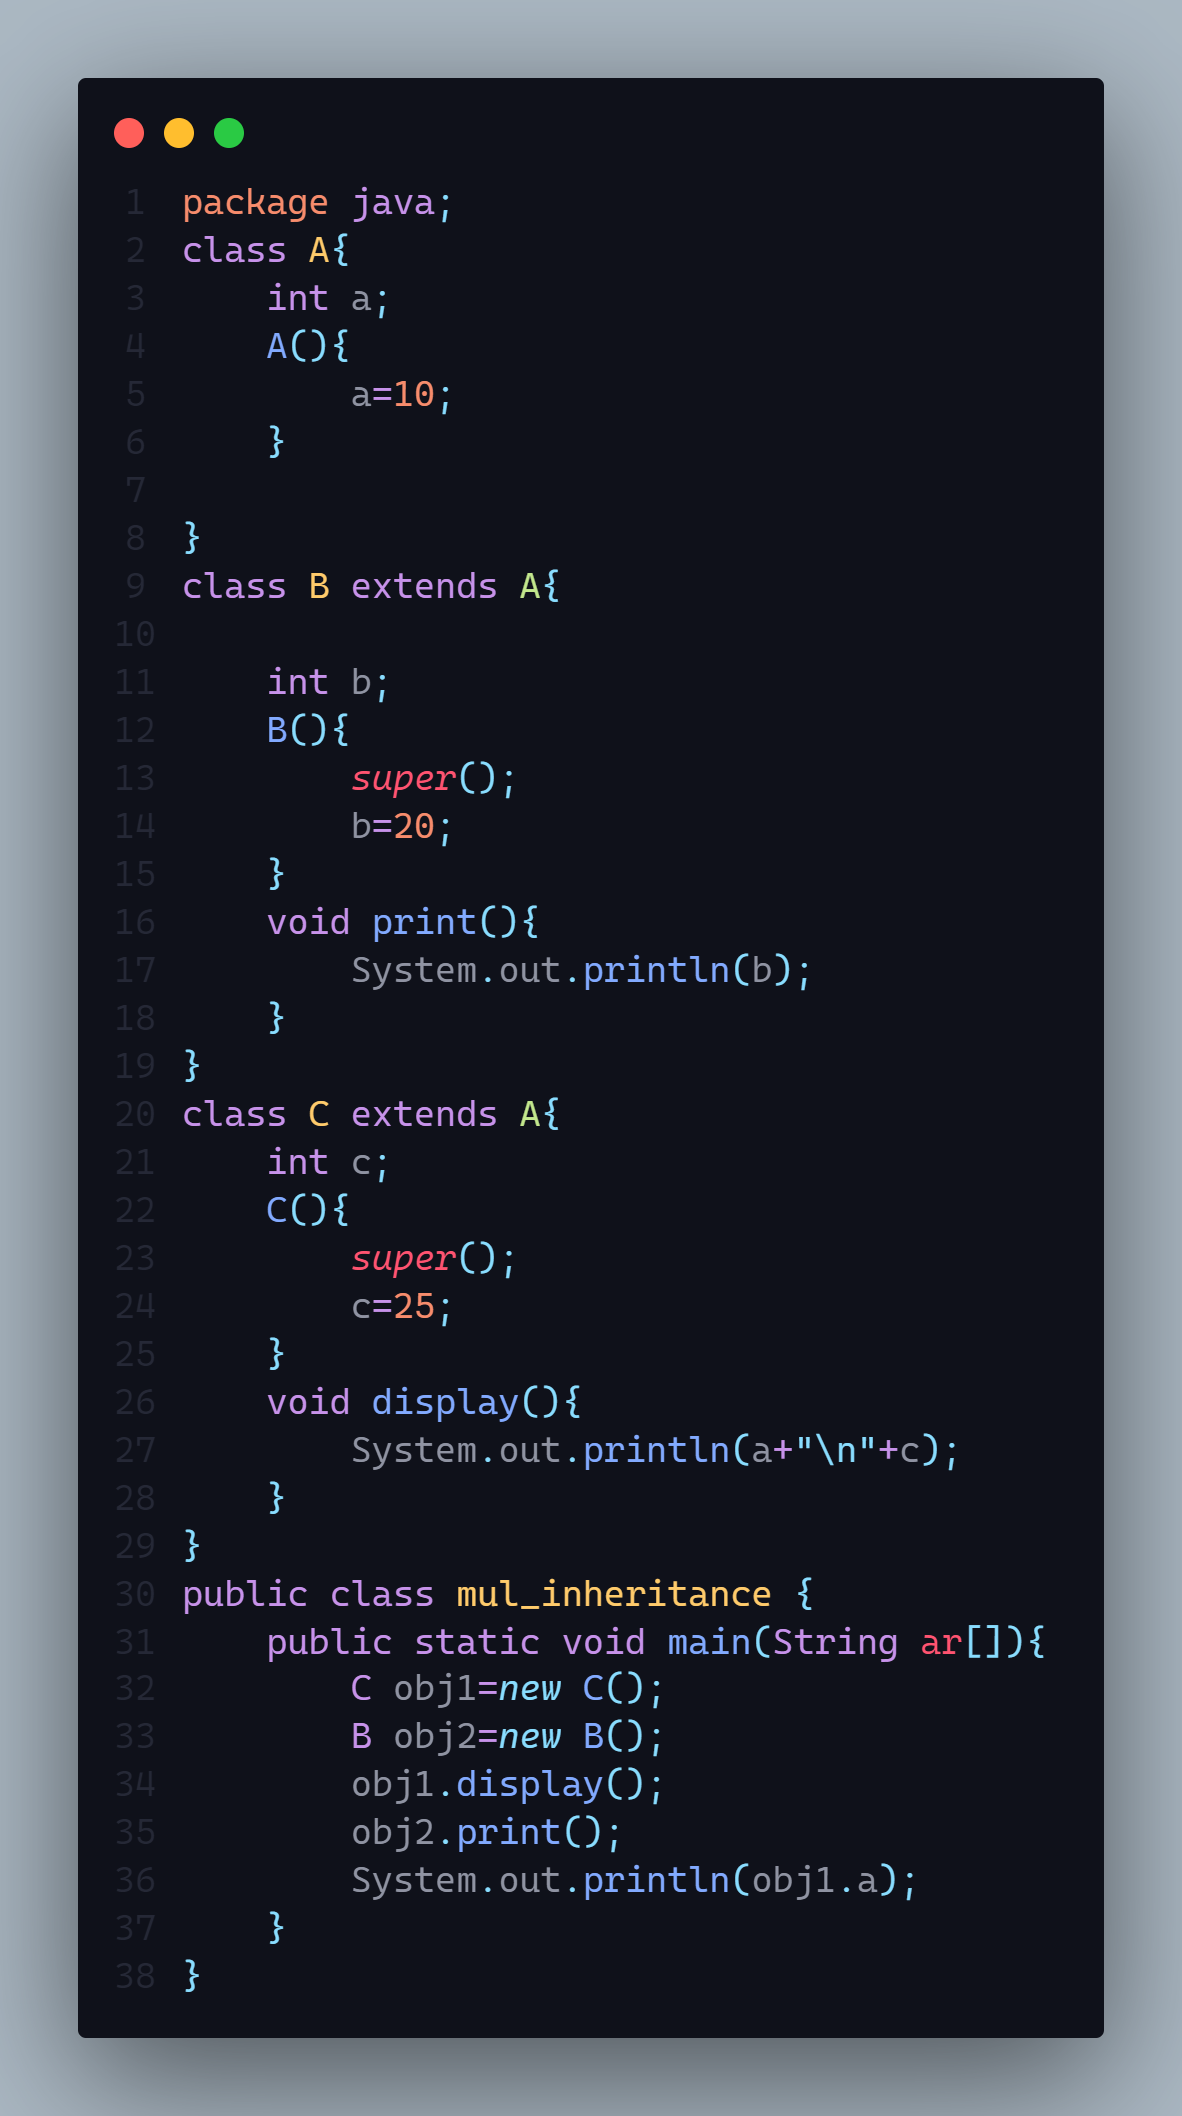 1 package java;
2 class A{
3     int a;
4     A(){
5         a=10;
6     }
7
8 }
9 class B extends A{
10
11     int b;
12     B(){
13         super();
14         b=20;
15     }
16     void print(){
17         System.out.println(b);
18     }
19 }
20 class C extends A{
21     int c;
22     C(){
23         super();
24         c=25;
25     }
26     void display(){
27         System.out.println(a+"\n"+c);
28     }
29 }
30 public class mul_inheritance {
31     public static void main(String ar[]){
32         C obj1=new C();
33         B obj2=new B();
34         obj1.display();
35         obj2.print();
36         System.out.println(obj1.a);
37     }
38 }